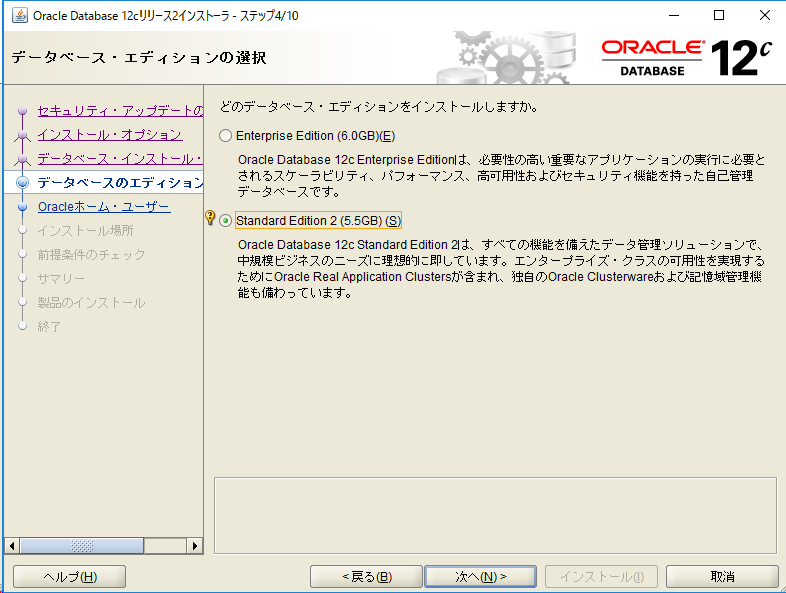 Oracle Database 12cリリース2インストーラ - ステップ4/10
データベース・エディションの選択
ORACLE
DATABASE
12c
セキュリティ・アップデートの
インストール・オプション
データベース・インストール・
データベースのエディション
Oracleホーム・ユーザー
インストール場所
前提条件のチェック
サマリー
製品のインストール
終了
どのデータベース・エディションをインストールしますか。
Enterprise Edition (6.0GB)(E)
Oracle Database 12c Enterprise Editionは、必要性の高い重要なアプリケーションの実行に必要と
されるスケーラビリティ、パフォーマンス、高可用性およびセキュリティ機能を持った自己管理
データベースです。
Standard Edition 2 (5.5GB) (S)
Oracle Database 12c Standard Edition 2は、すべての機能を備えたデータ管理ソリューションで、
中規模ビジネスのニーズに理想的に即しています。エンタープライズ・クラスの可用性を実現する
ためにOracle Real Application Clustersが含まれ、独自のOracle Clusterwareおよび記憶域管理機
能も備わっています。
ヘルプ(H)
< 戻る(B)
次へ(N) >
インストール(I)
取消